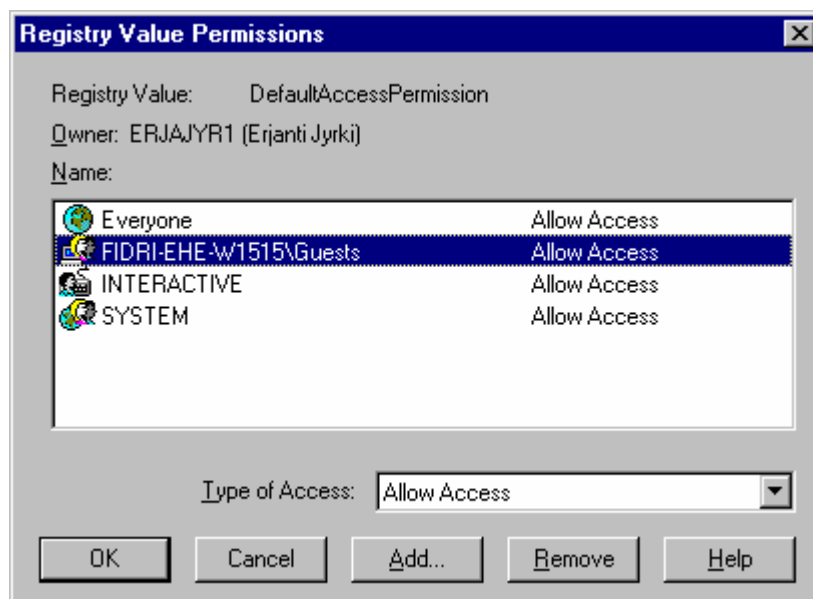 Registry Value Permissions
Registry Value: DefaultAccessPermission
Owner: ERJAJYR1 (Erjanti Jyrki)
Name:
Everyone Allow Access
FIDRI-EHE-W1515\Guests Allow Access
INTERACTIVE Allow Access
SYSTEM Allow Access
Type of Access: Allow Access
OK Cancel Add... Remove Help